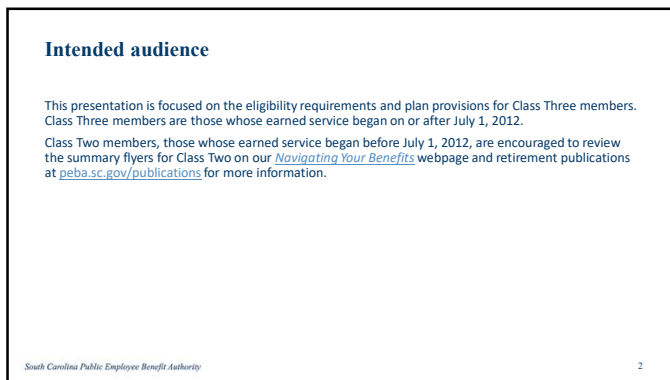 Intended audience
This presentation is focused on the eligibility requirements and plan provisions for Class Three members.
Class Three members are those whose earned service began on or after July 1, 2012.
Class Two members, those whose earned service began before July 1, 2012, are encouraged to review
the summary flyers for Class Two on our Navigating Your Benefits webpage and retirement publications
at peba.sc.gov/publications for more information.
South Carolina Public Employee Benefit Authority
2